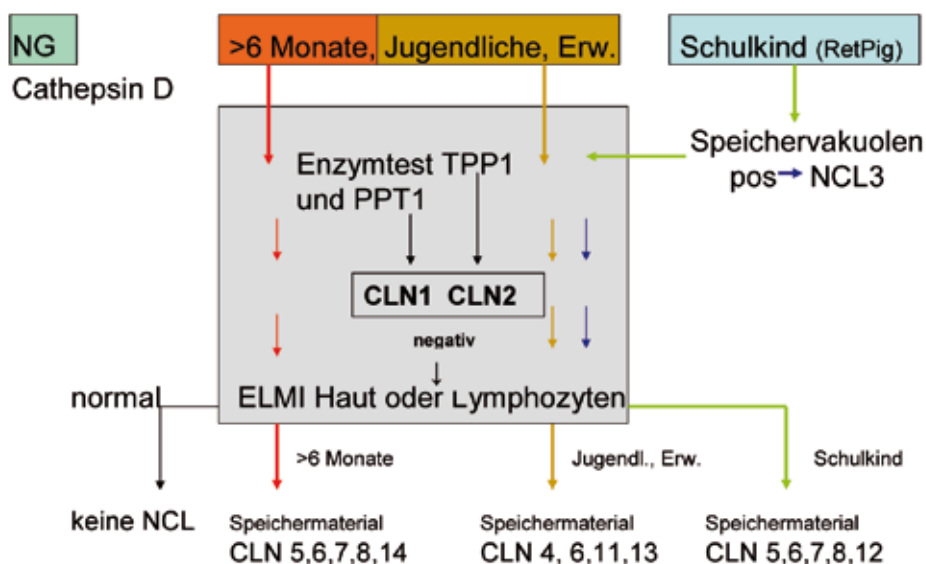 NG
Cathepsin D
>6 Monate, Jugendliche, Erw.
Schulkind (RetPig)
Speichervakuolen
pos NCL3
Enzymtest TPP1
und PPT1
CLN1 CLN2
negativ
normal
ELMI Haut oder Lymphozyten
>6 Monate
Jugendl., Erw.
Schulkind
keine NCL
Speichermaterial
CLN 5,6,7,8,14
Speichermaterial
CLN 4, 6,11,13
Speichermaterial
CLN 5,6,7,8,12